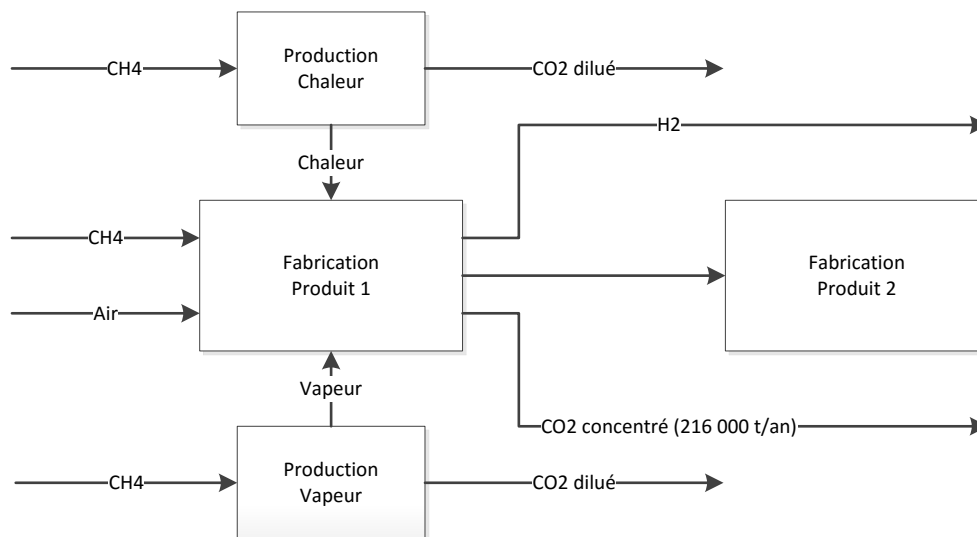 CH4
Production
Chaleur
CO2 dilué
H2
Chaleur
CH4
Air
Fabrication
Produit 1
Fabrication
Produit 2
Vapeur
CO2 concentré (216 000 t/an)
CH4
Production
Vapeur
CO2 dilué